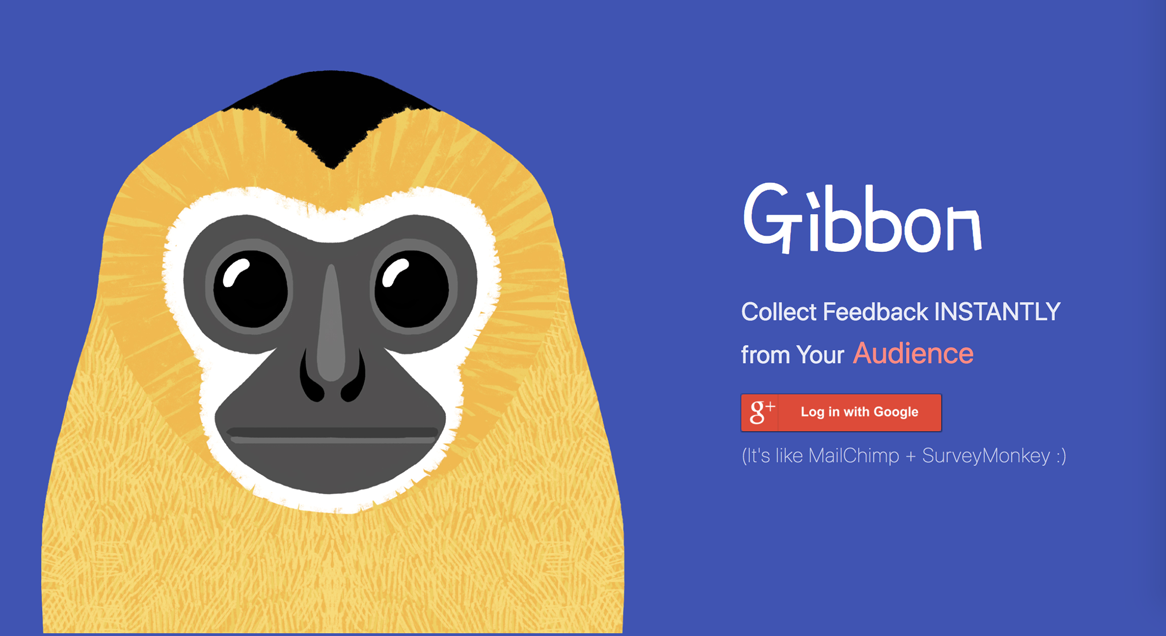 Gibbon
Collect Feedback INSTANTLY
from Your Audience
g+ Log in with Google
(It's like MailChimp + SurveyMonkey :)